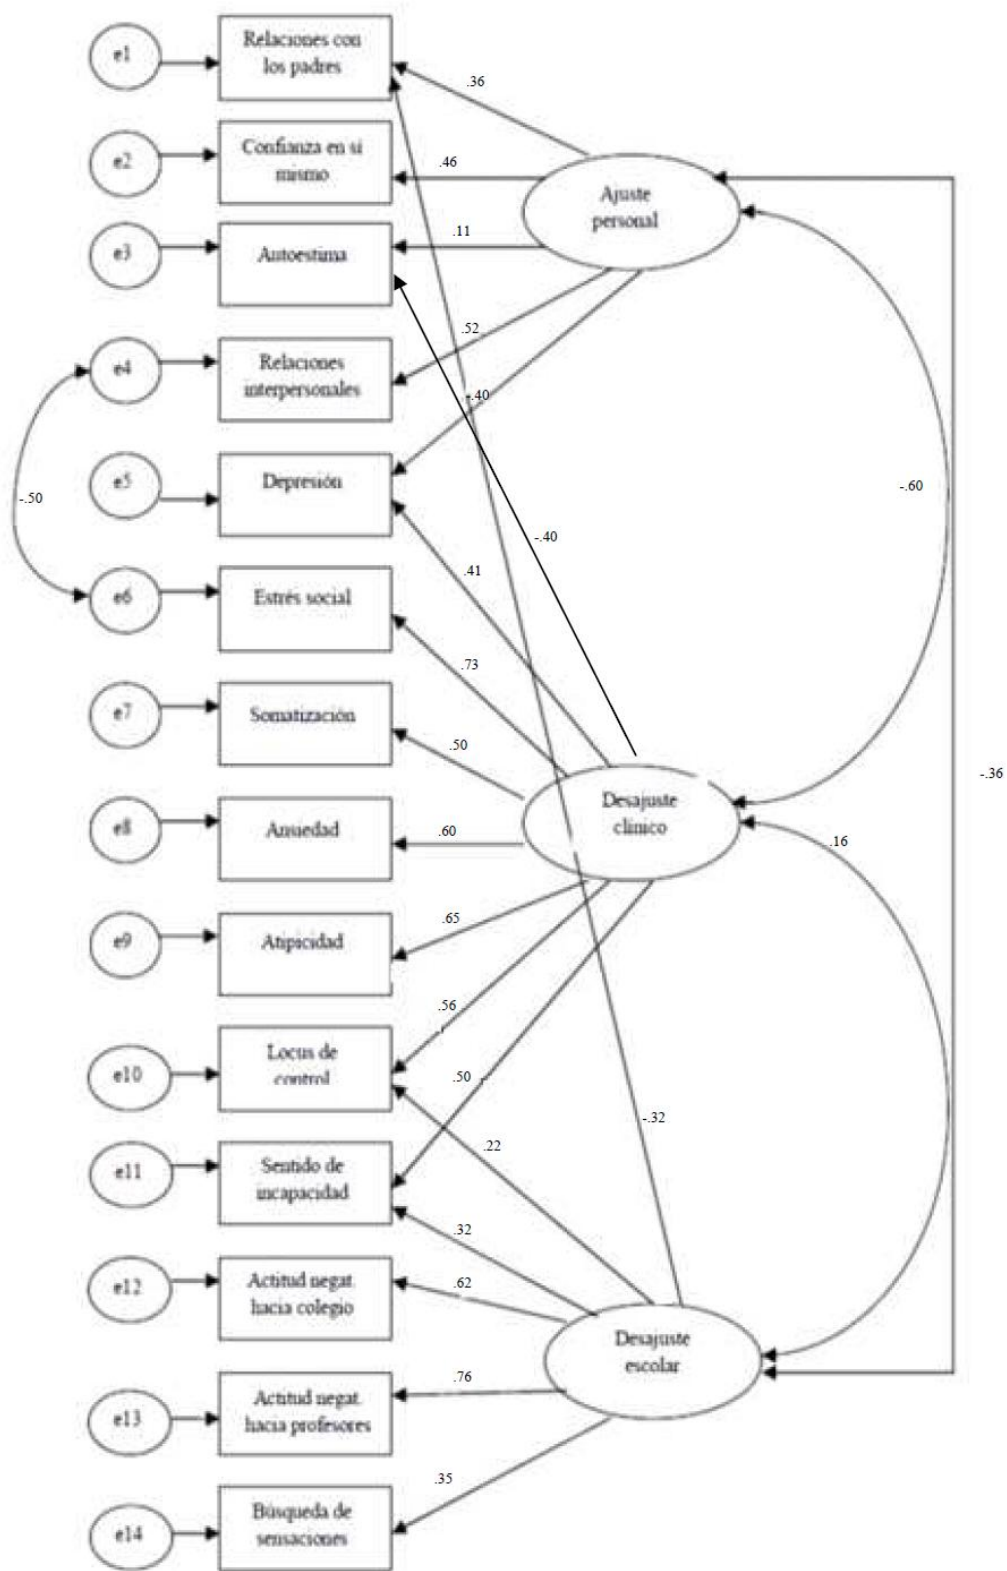 e1
Relaciones con
los padres
.36
e2
Confianza en si
mismo
.46
Ajuste
personal
e3
Autoestima
.11
e4
Relaciones
interpersonales
.52
-.40
e5
Depresión
-.50
-.60
-.40
.41
e6
Estrés social
.73
e7
Somatización
.50
-.36
e8
Ansiedad
.60
Desajuste
clínico
.16
e9
Atipicidad
.65
.56
e10
Locus de
control
.50
-.32
.22
e11
Sentido de
incapacidad
.32
e12
Actitud negat.
hacia colegio
.62
Desajuste
escolar
.76
e13
Actitud negat.
hacia profesores
.35
e14
Búsqueda de
sensaciones